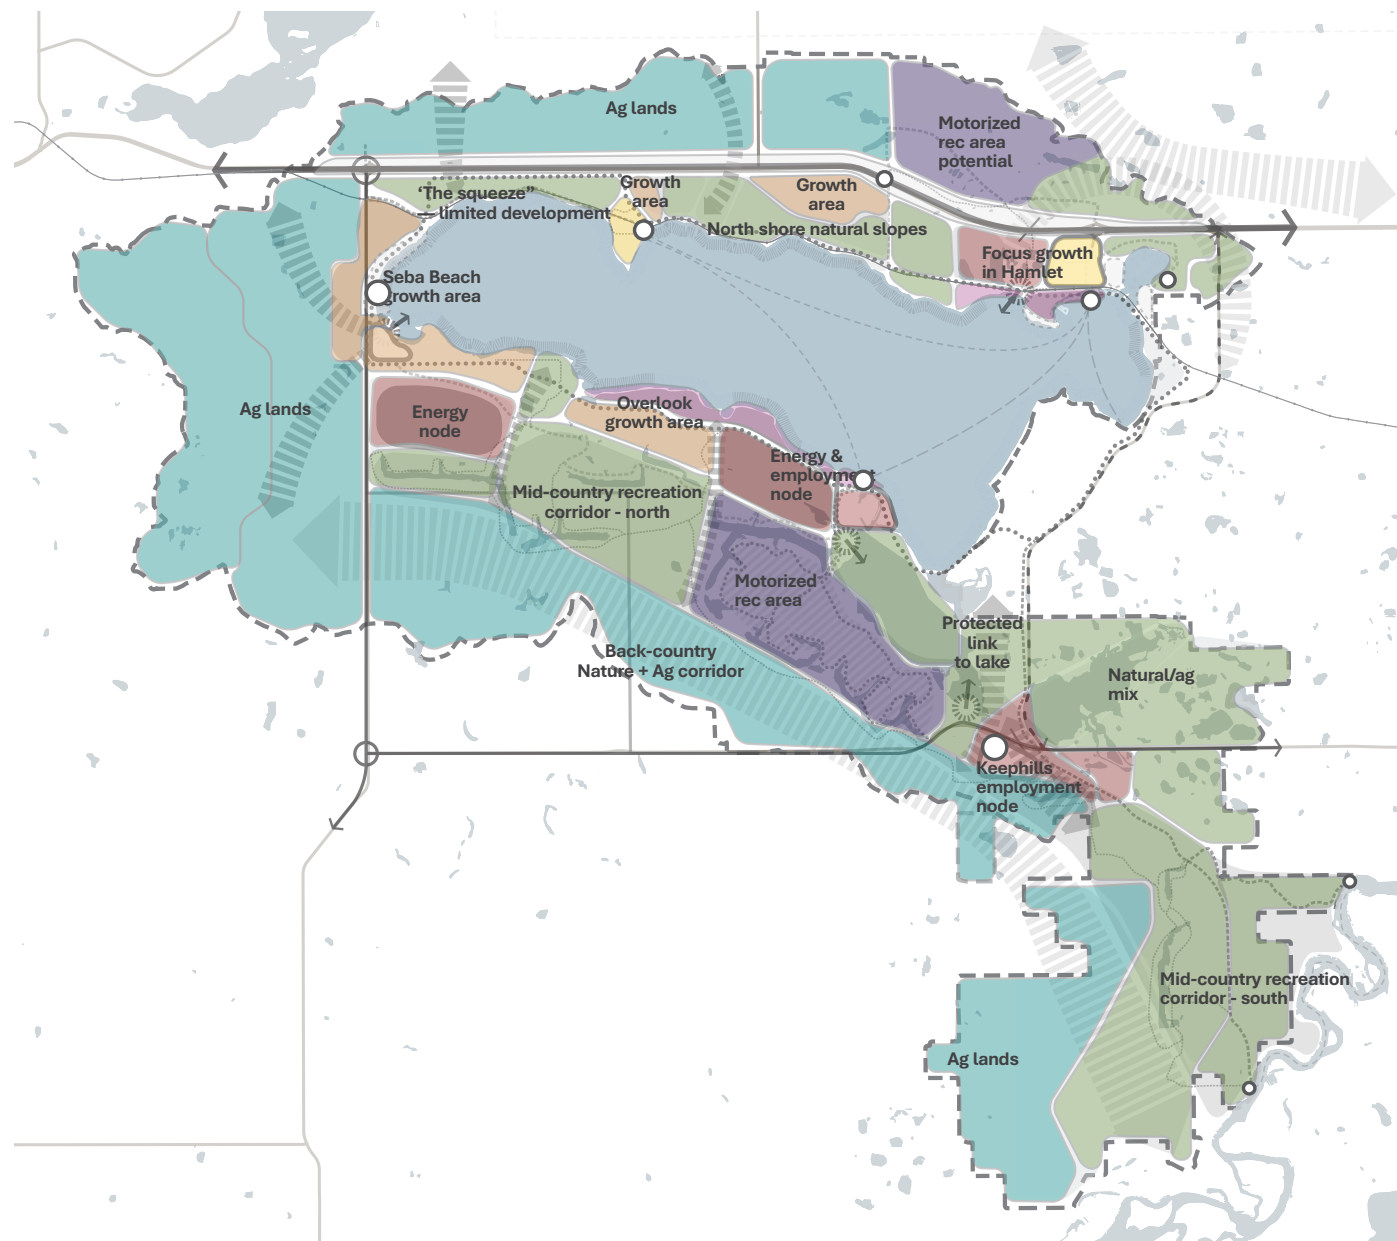 Ag lands
Motorized
rec area
potential
‘The squeeze”
— limited development
Growth
area
Growth
area
North shore natural slopes
Focus growth
in Hamlet
Seba Beach
growth area
Ag lands
Energy
node
Overlook
growth area
Energy &
employment
node
Mid-country recreation
corridor - north
Motorized
rec area
Protected
link
to lake
Back-country
Nature + Ag corridor
Natural/ag
mix
Keephills
employment
node
Mid-country recreation
corridor - south
Ag lands